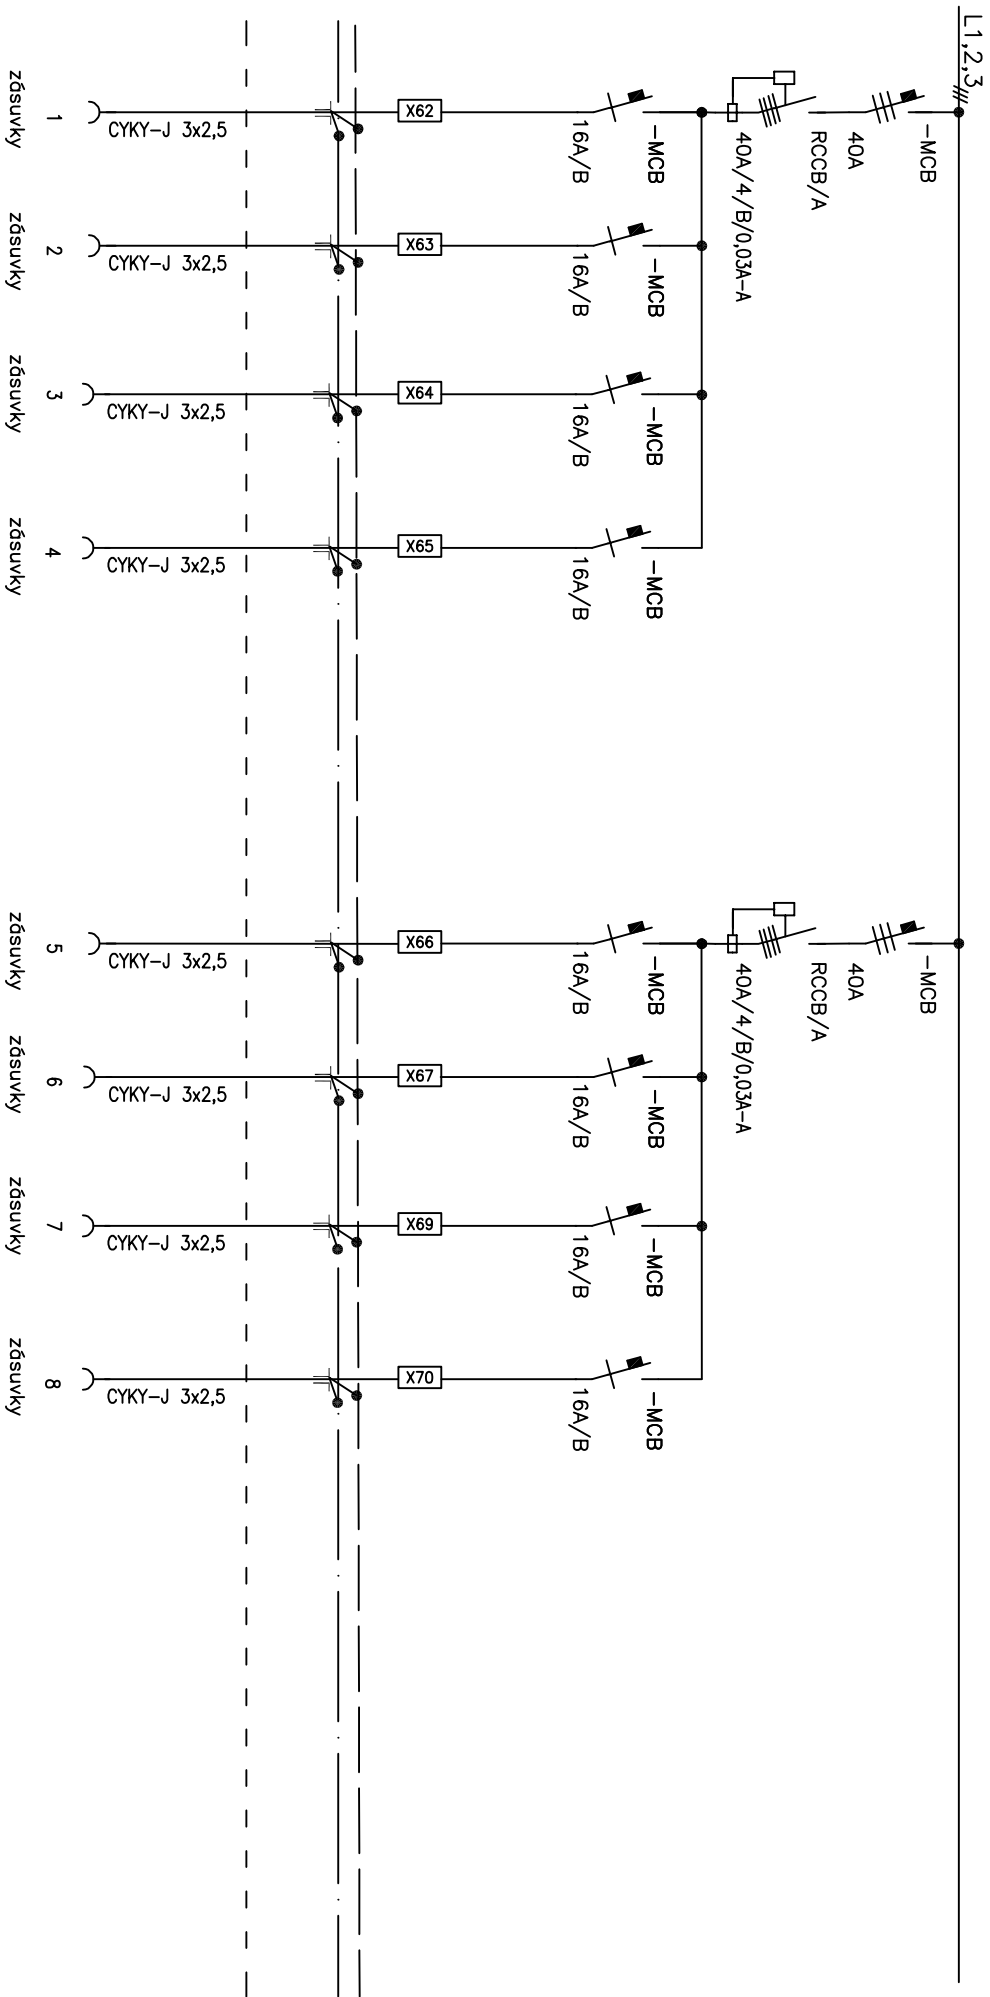 L1,2,3
-MCB
40A
RCCB/A
40A/4/B/0,03A-A
-MCB
16A/B
X62
CYKY-J 3x2,5
1
zásuvky
-MCB
16A/B
X63
CYKY-J 3x2,5
2
zásuvky
-MCB
16A/B
X64
CYKY-J 3x2,5
3
zásuvky
-MCB
16A/B
X65
CYKY-J 3x2,5
4
zásuvky
-MCB
40A
RCCB/A
40A/4/B/0,03A-A
-MCB
16A/B
X66
CYKY-J 3x2,5
5
zásuvky
-MCB
16A/B
X67
CYKY-J 3x2,5
6
zásuvky
-MCB
16A/B
X69
CYKY-J 3x2,5
7
zásuvky
-MCB
16A/B
X70
CYKY-J 3x2,5
8
zásuvky